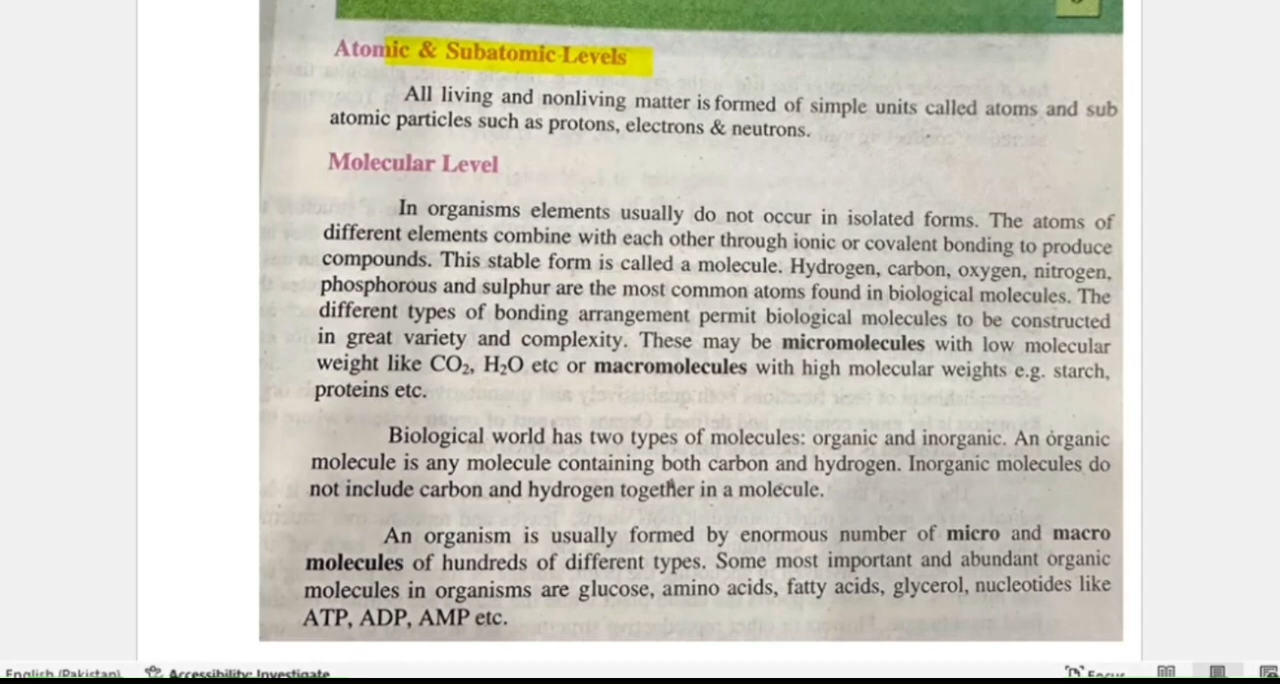 Atomic & Subatomic Levels
All living and nonliving matter is formed of simple units called atoms and sub
atomic particles such as protons, electrons & neutrons.
Molecular Level
In organisms elements usually do not occur in isolated forms. The atoms of
different elements combine with each other through ionic or covalent bonding to produce
compounds. This stable form is called a molecule. Hydrogen, carbon, oxygen, nitrogen,
phosphorous and sulphur are the most common atoms found in biological molecules. The
different types of bonding arrangement permit biological molecules to be constructed
in great variety and complexity. These may be micromolecules with low molecular
weight like CO₂, H₂O etc or macromolecules with high molecular weights e.g. starch,
proteins etc.
Biological world has two types of molecules: organic and inorganic. An organic
molecule is any molecule containing both carbon and hydrogen. Inorganic molecules do
not include carbon and hydrogen together in a molecule.
An organism is usually formed by enormous number of micro and macro
molecules of hundreds of different types. Some most important and abundant organic
molecules in organisms are glucose, amino acids, fatty acids, glycerol, nucleotides like
ATP, ADP, AMP etc.
English (Pakistan) Accessibility: Investigate Focus